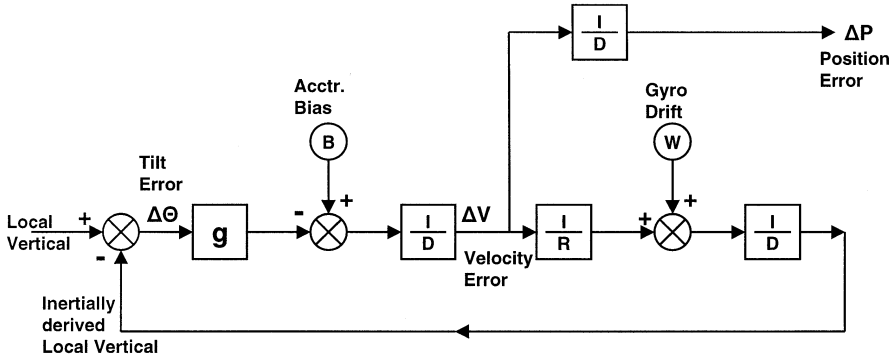 I
D
ΔP
Position
Error
Acctr.
Bias
B
Gyro
Drift
W
Tilt
Error
+
+
Local
Vertical
+
ΔΘ
g
-
I
D
ΔV
I
R
+
I
D
-
Velocity
Error
Inertially
derived
Local Vertical